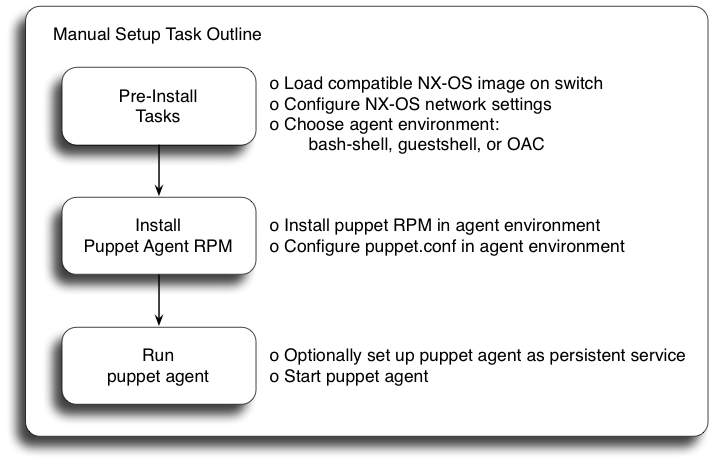 Manual Setup Task Outline
Pre-Install
Tasks
o Load compatible NX-OS image on switch
o Configure NX-OS network settings
o Choose agent environment:
bash-shell, guestshell, or OAC
Install
Puppet Agent RPM
o Install puppet RPM in agent environment
o Configure puppet.conf in agent environment
Run
puppet agent
o Optionally set up puppet agent as persistent service
o Start puppet agent